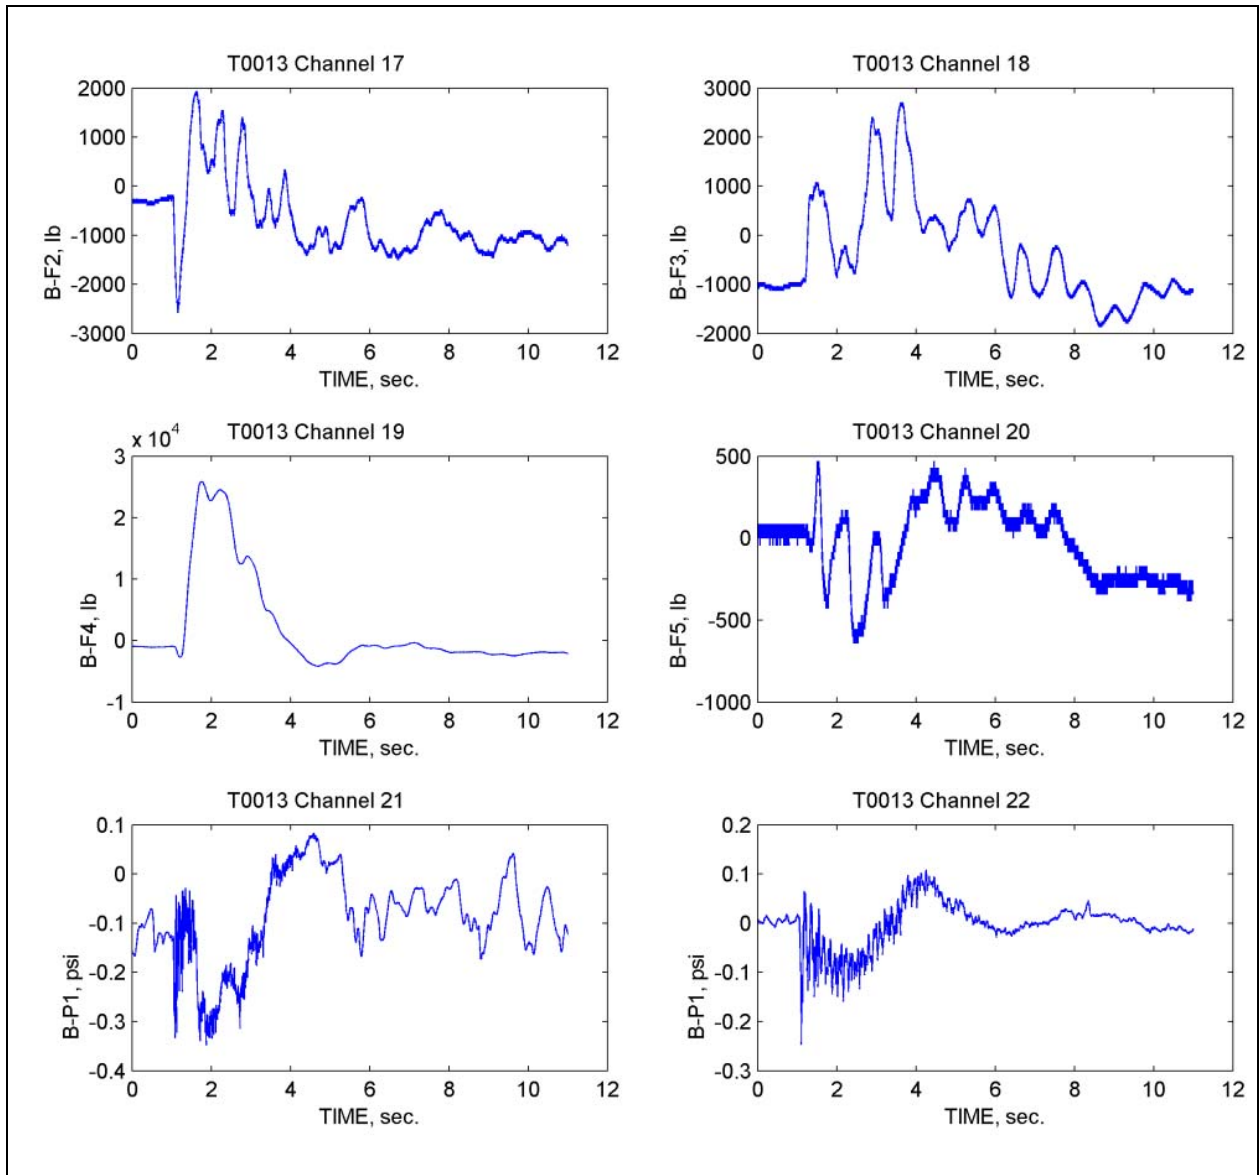 T0013 Channel 17
2000
1000
0
-1000
-2000
-3000
B-F2, lb
0 2 4 6 8 10 12
TIME, sec.
T0013 Channel 18
3000
2000
1000
0
-1000
-2000
B-F3, lb
0 2 4 6 8 10 12
TIME, sec.
T0013 Channel 19
x 10^4
3
2
1
0
-1
B-F4, lb
0 2 4 6 8 10 12
TIME, sec.
T0013 Channel 20
500
0
-500
-1000
B-F5, lb
0 2 4 6 8 10 12
TIME, sec.
T0013 Channel 21
0.1
0
-0.1
-0.2
-0.3
-0.4
B-P1, psi
0 2 4 6 8 10 12
TIME, sec.
T0013 Channel 22
0.2
0.1
0
-0.1
-0.2
-0.3
B-P1, psi
0 2 4 6 8 10 12
TIME, sec.